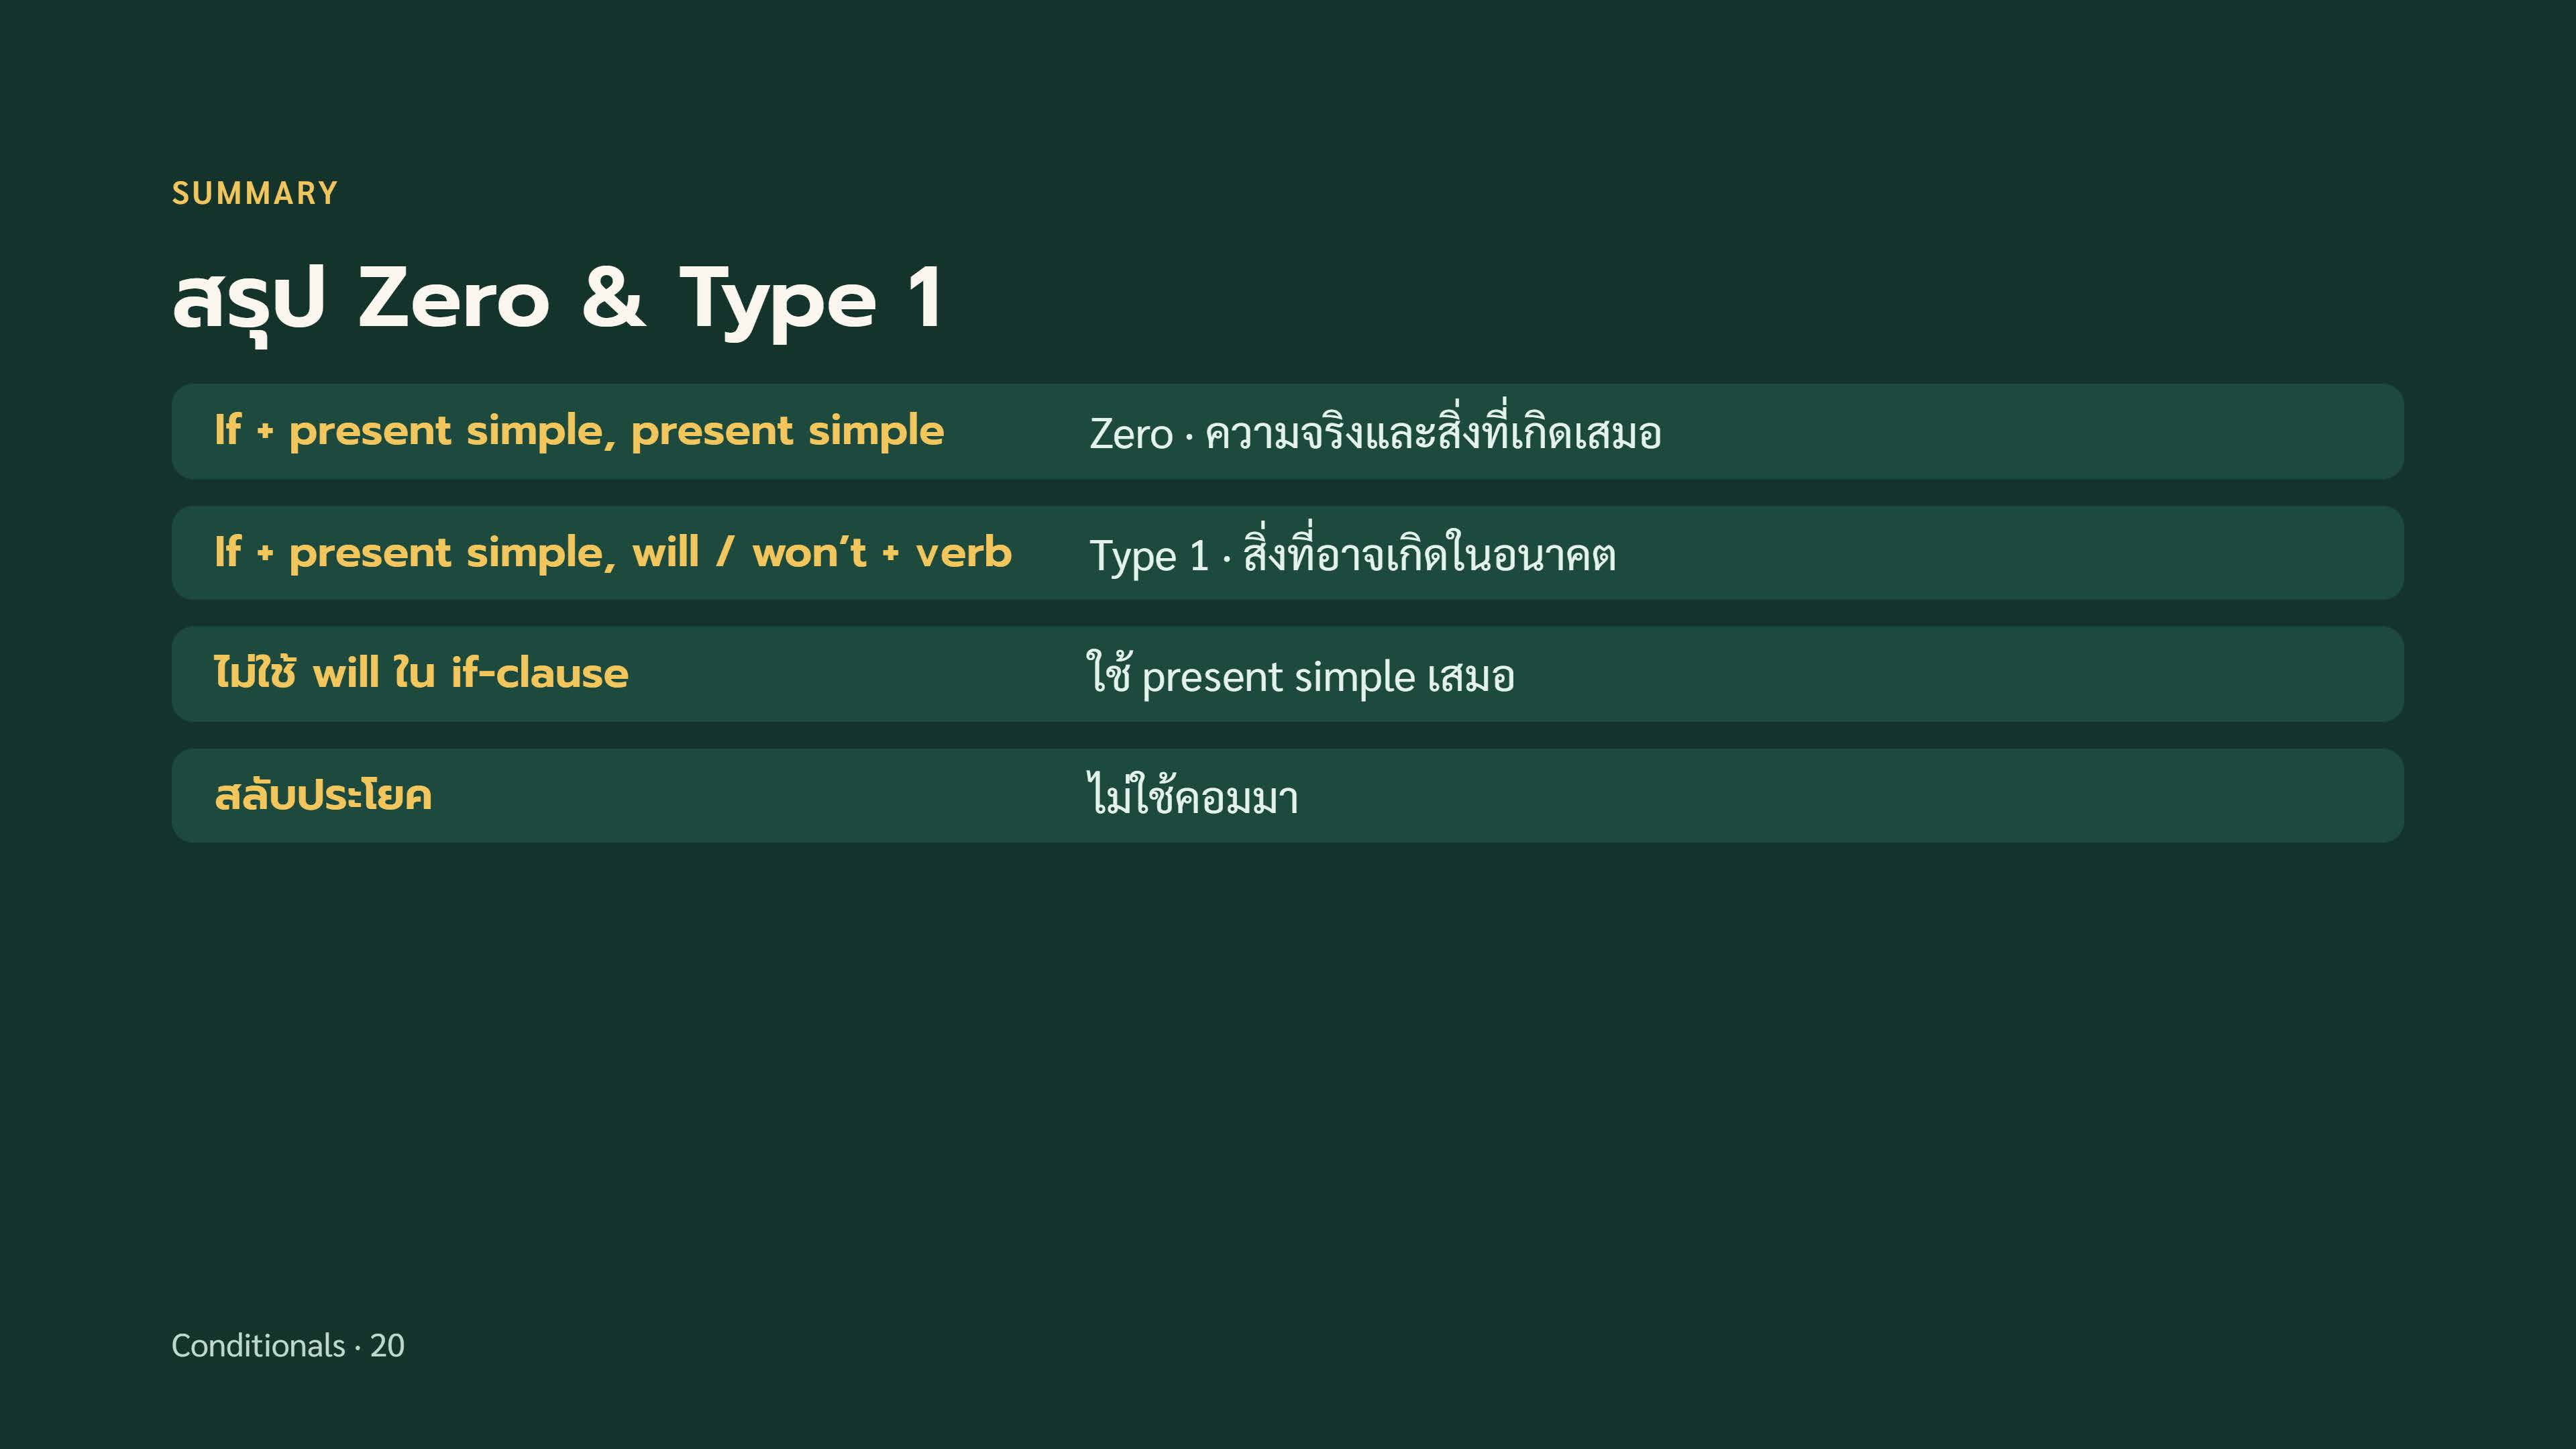 SUMMARY
สรุป Zero & Type 1
If + present simple, present simple
Zero · ความจริงและสิ่งที่เกิดเสมอ
If + present simple, will / won’t + verb
Type 1 · สิ่งที่อาจเกิดในอนาคต
ไม่ใช้ will ใน if-clause
ใช้ present simple เสมอ
สลับประโยค
ไม่ใช้คอมมา
Conditionals · 20